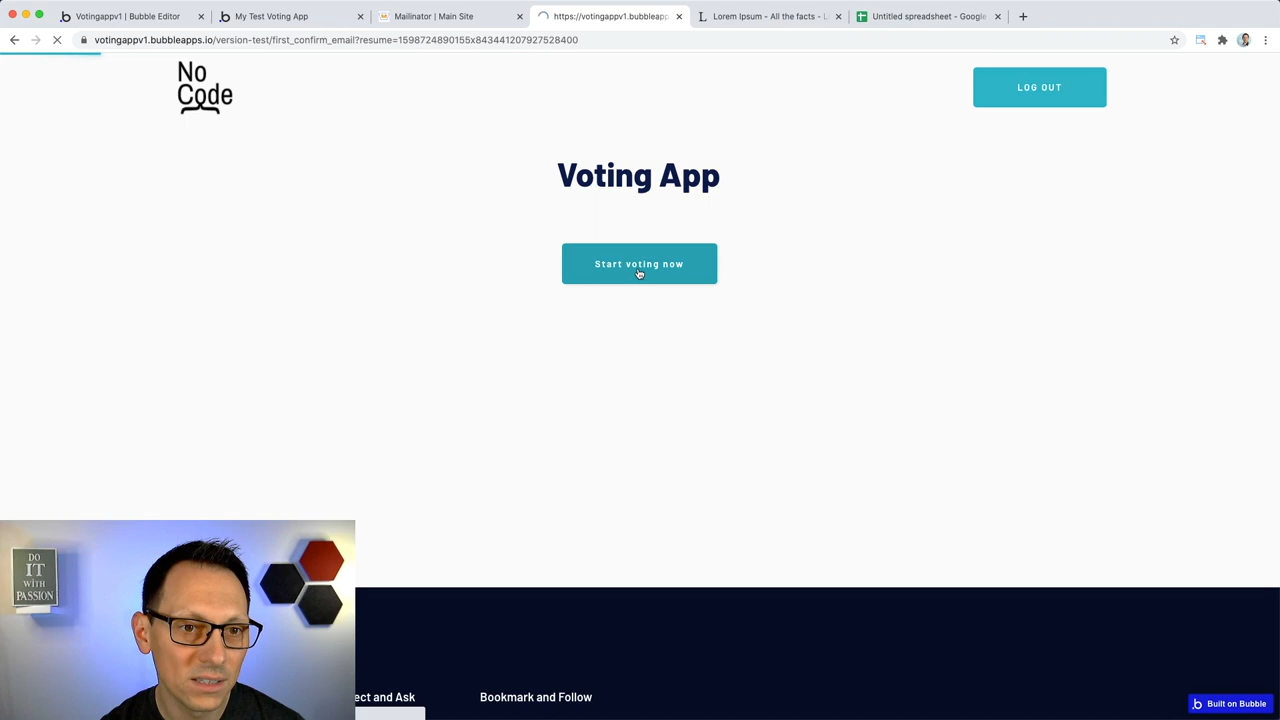 Votingappv1 | Bubble Editor
My Test Voting App
Mailinator | Main Site
https://votingappv1.bubbleapp
Lorem Ipsum - All the facts - L
Untitled spreadsheet - Google
votingappv1.bubbleapps.io/version-test/first_confirm_email?resume=1598724890155x843441207927528400
No
Code
LOG OUT
Voting App
Start voting now
DO
IT
WITH
PASSION
ect and Ask
Bookmark and Follow
Built on Bubble